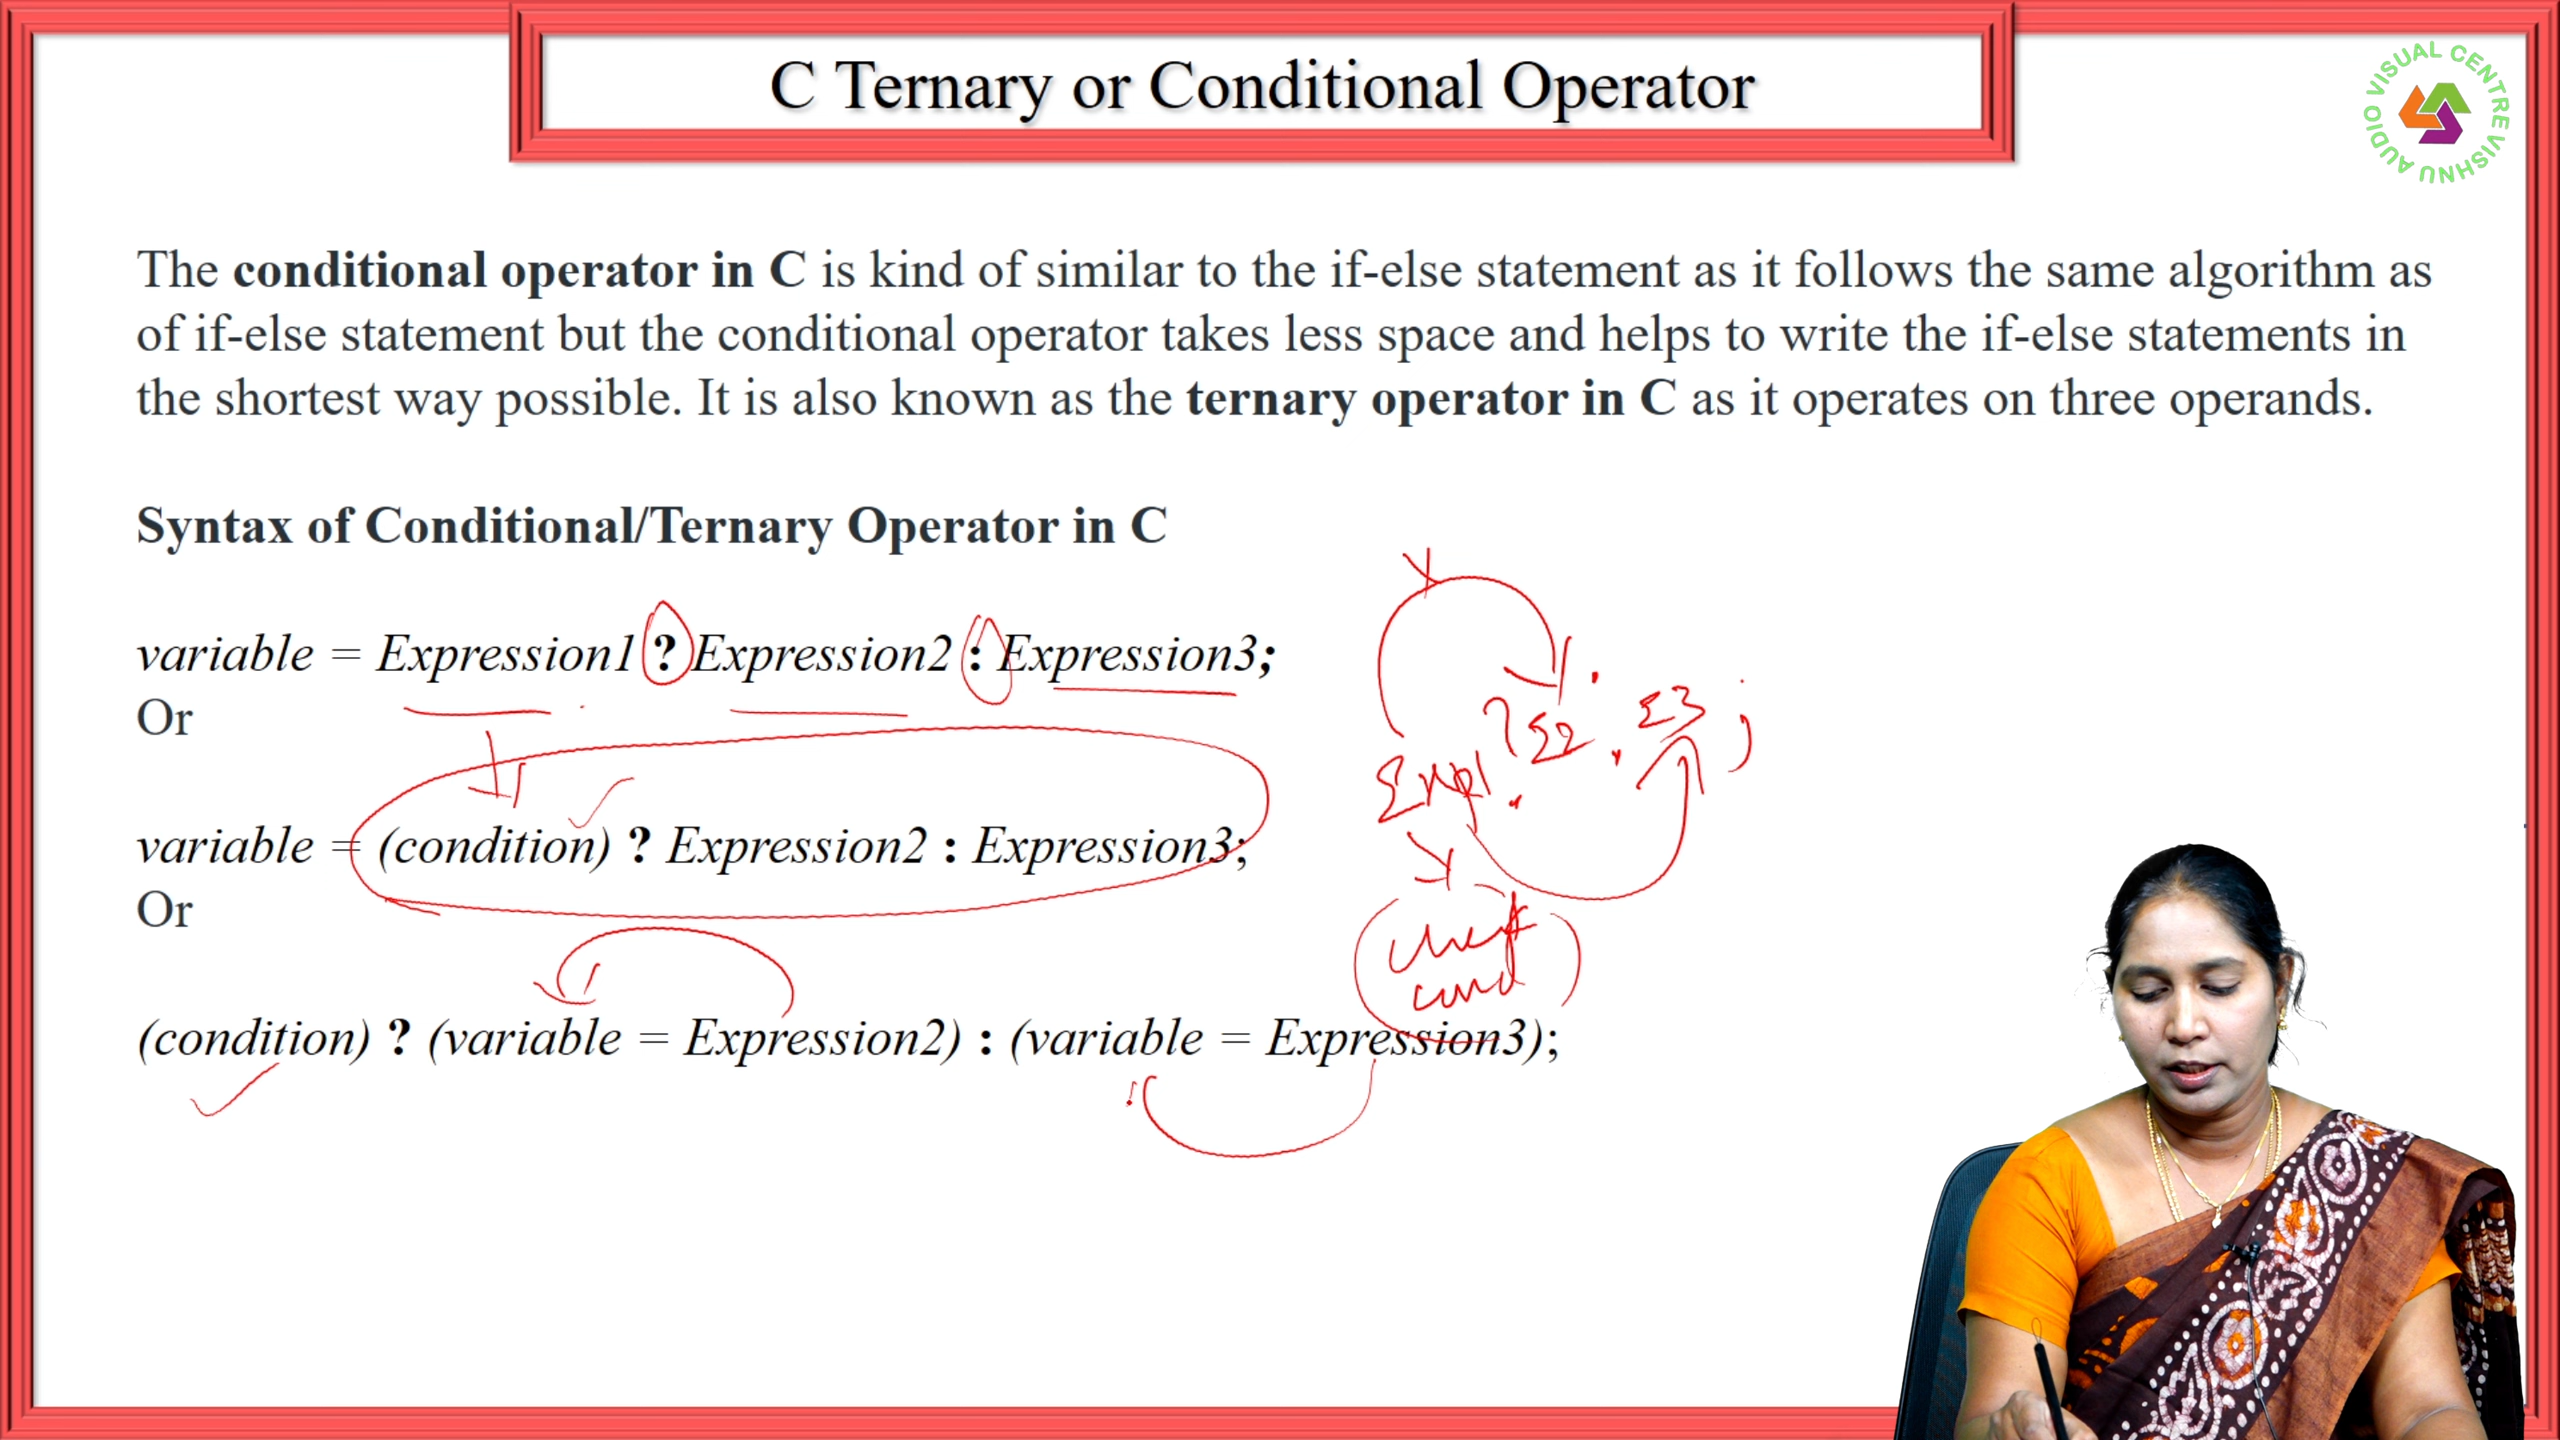 C Ternary or Conditional Operator
AUDIO VISUAL CENTRE VISHNU
The conditional operator in C is kind of similar to the if-else statement as it follows the same algorithm as
of if-else statement but the conditional operator takes less space and helps to write the if-else statements in
the shortest way possible. It is also known as the ternary operator in C as it operates on three operands.
Syntax of Conditional/Ternary Operator in C
variable = Expression1 ? Expression2 : Expression3;
Or
variable = (condition) ? Expression2 : Expression3;
Or
(condition) ? (variable = Expression2) : (variable = Expression3);
Exp1 ? E2 : E3 ;
cond